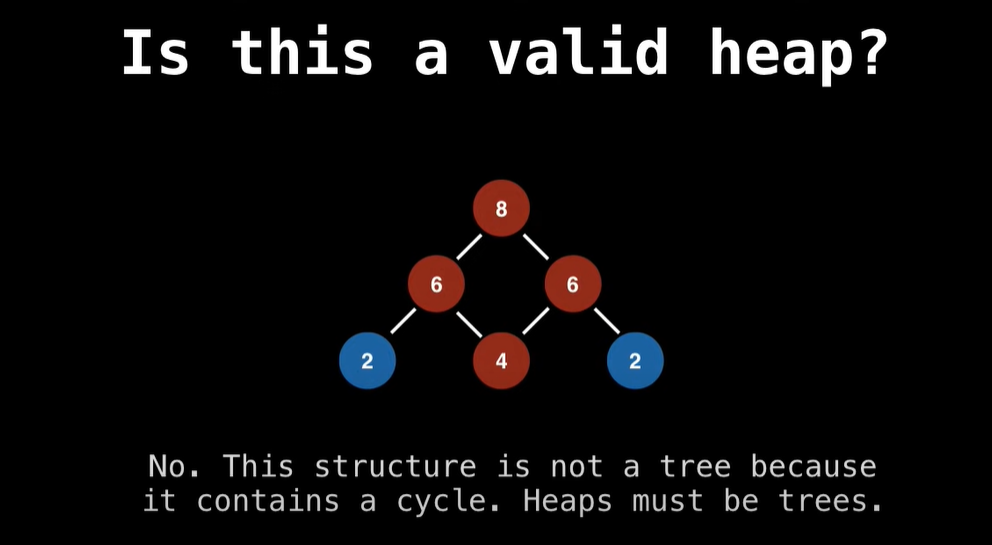 Is this a valid heap?
8
6 6
2 4 2
No. This structure is not a tree because
it contains a cycle. Heaps must be trees.